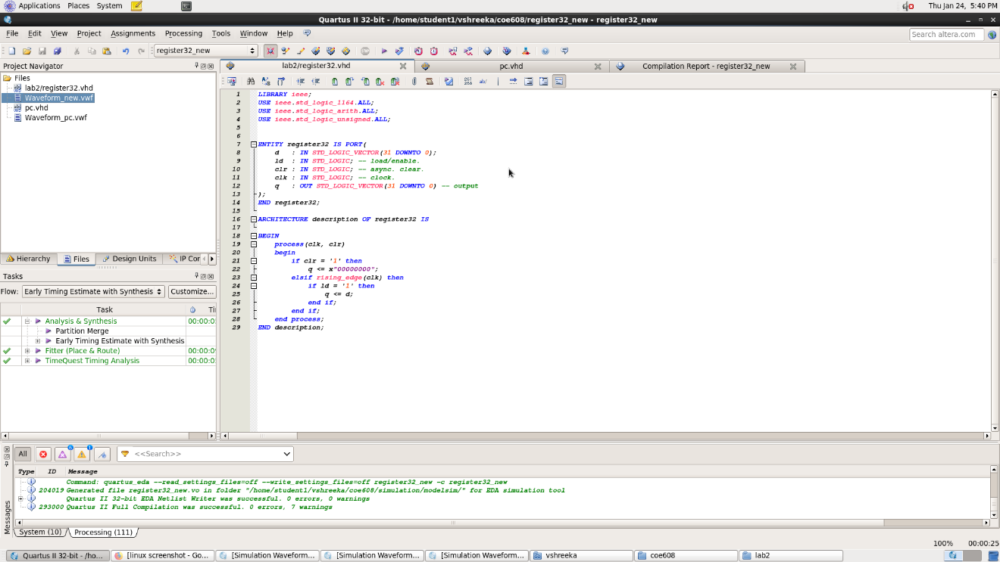 Applications Places System Thu Jan 24, 5:40 PM
Quartus II 32-bit - /home/student1/vshreeka/coe608/register32_new - register32_new
File Edit View Project Assignments Processing Tools Window Help Search altera.com
register32_new
Project Navigator
Files
lab2/register32.vhd
Waveform_new.vwf
pc.vhd
Waveform_pc.vwf
Hierarchy Files Design Units IP Cor
Tasks
Flow: Early Timing Estimate with Synthesis Customize...
Task Ti
Analysis & Synthesis 00:00:0
Partition Merge
Early Timing Estimate with Synthesis
Fitter (Place & Route) 00:00:0
TimeQuest Timing Analysis 00:00:0
lab2/register32.vhd pc.vhd Compilation Report - register32_new
1 LIBRARY ieee;
2 USE ieee.std_logic_1164.ALL;
3 USE ieee.std_logic_arith.ALL;
4 USE ieee.std_logic_unsigned.ALL;
5
6
7 ENTITY register32 IS PORT(
8 d : IN STD_LOGIC_VECTOR(31 DOWNTO 0);
9 ld : IN STD_LOGIC; -- load/enable.
10 clr : IN STD_LOGIC; -- async. clear.
11 clk : IN STD_LOGIC; -- clock.
12 q : OUT STD_LOGIC_VECTOR(31 DOWNTO 0) -- output
13 );
14 END register32;
15
16 ARCHITECTURE description OF register32 IS
17
18 BEGIN
19 process(clk, clr)
20 begin
21 if clr = '1' then
22 q <= x"00000000";
23 elsif rising_edge(clk) then
24 if ld = '1' then
25 q <= d;
26 end if;
27 end if;
28 end process;
29 END description;
All 6 1 <<Search>>
Type ID Message
Command: quartus_eda --read_settings_files=off --write_settings_files=off register32_new -c register32_new
204019 Generated file register32_new.vo in folder "/home/student1/vshreeka/coe608/simulation/modelsim/" for EDA simulation tool
Quartus II 32-bit EDA Netlist Writer was successful. 0 errors, 0 warnings
293000 Quartus II Full Compilation was successful. 0 errors, 7 warnings
Messages
System (10) Processing (111)
100% 00:00:25
Quartus II 32-bit - /ho... [linux screenshot - Go... [Simulation Waveform... [Simulation Waveform... [Simulation Waveform... vshreeka coe608 lab2